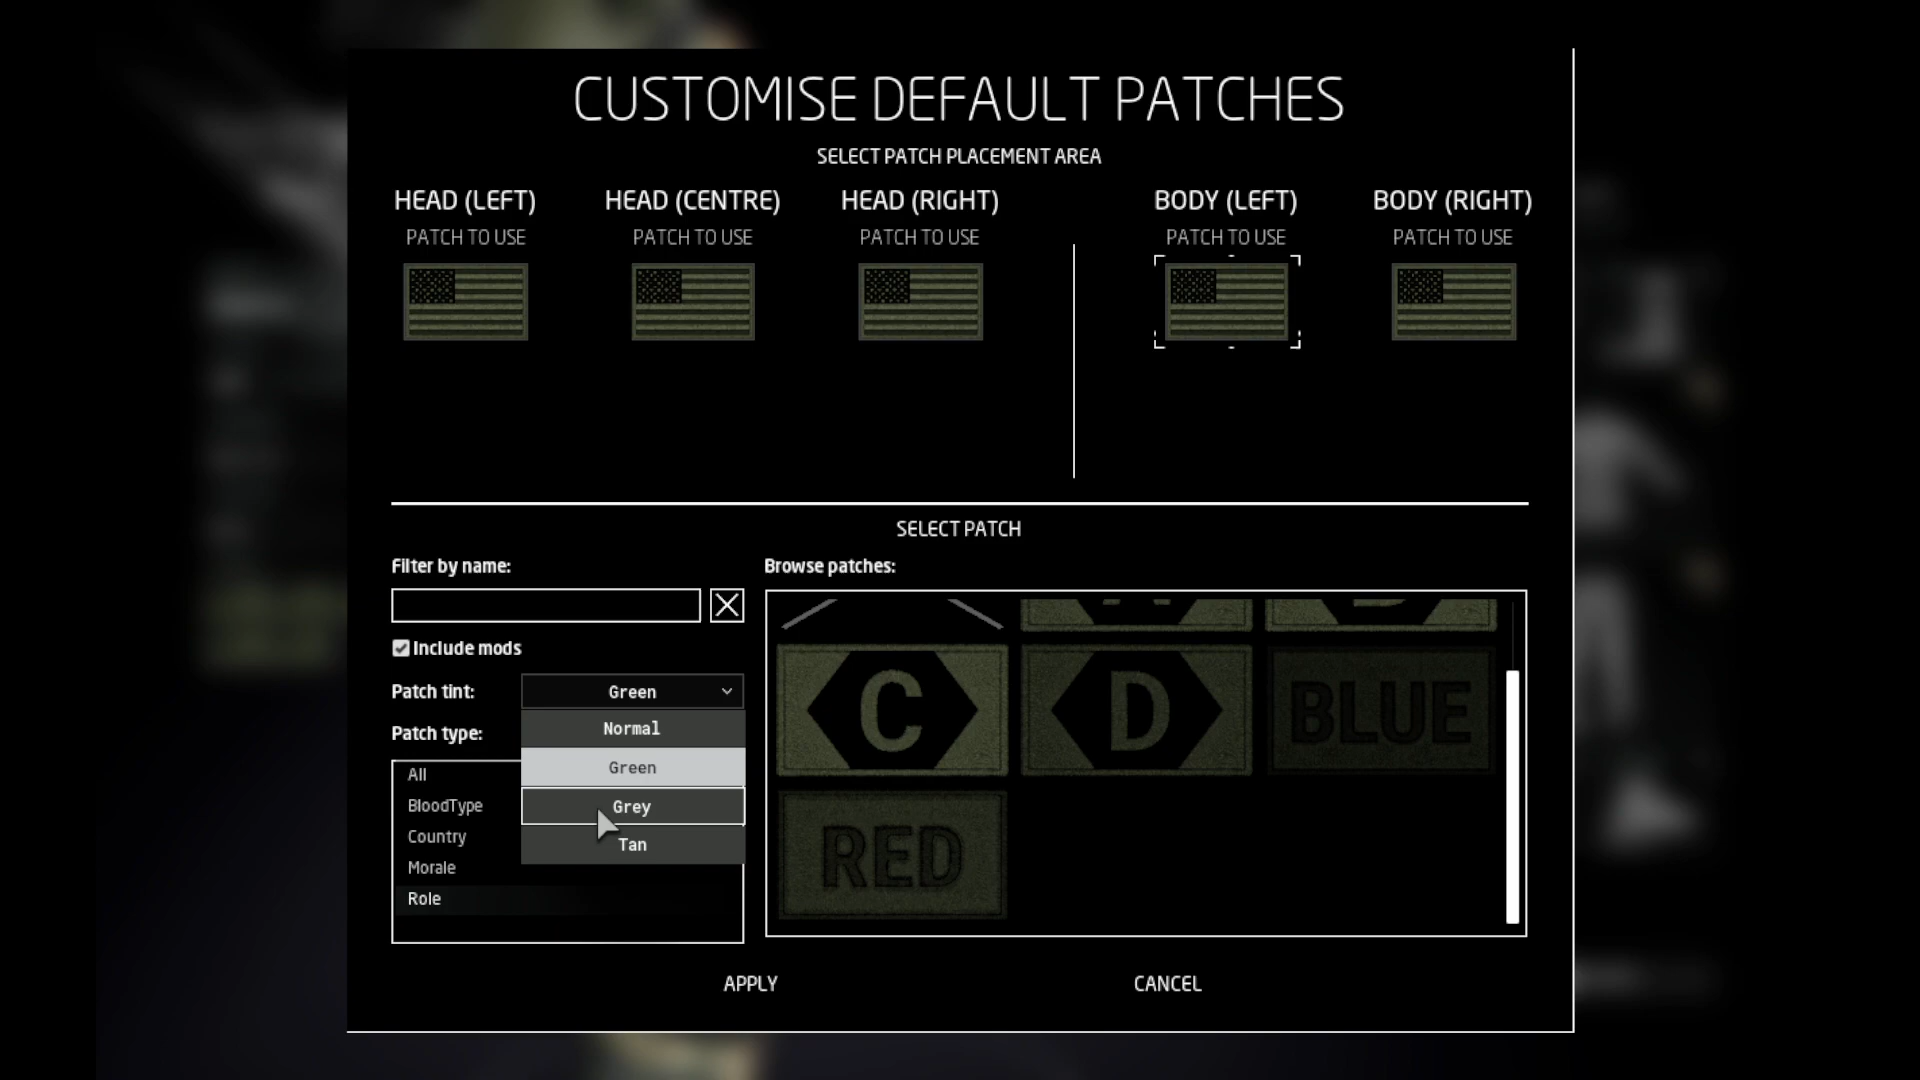 CUSTOMISE DEFAULT PATCHES
SELECT PATCH PLACEMENT AREA
HEAD (LEFT) HEAD (CENTRE) HEAD (RIGHT) BODY (LEFT) BODY (RIGHT)
PATCH TO USE PATCH TO USE PATCH TO USE PATCH TO USE PATCH TO USE
SELECT PATCH
Filter by name:
Browse patches:
Include mods
Patch tint: Green
Normal
Patch type:
Green
Grey
Tan
All
BloodType
Country
Morale
Role
C D BLUE
RED
APPLY CANCEL